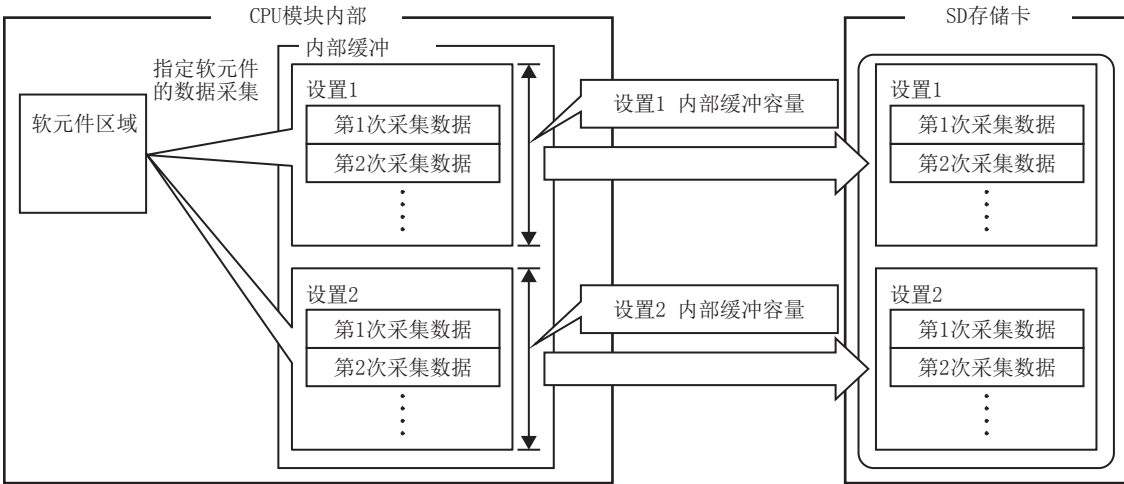 CPU模块内部
SD存储卡
内部缓冲
指定软元件
的数据采集
软元件区域
设置1
第1次采集数据
第2次采集数据
设置1 内部缓冲容量
设置1
第1次采集数据
第2次采集数据
设置2
第1次采集数据
第2次采集数据
设置2 内部缓冲容量
设置2
第1次采集数据
第2次采集数据